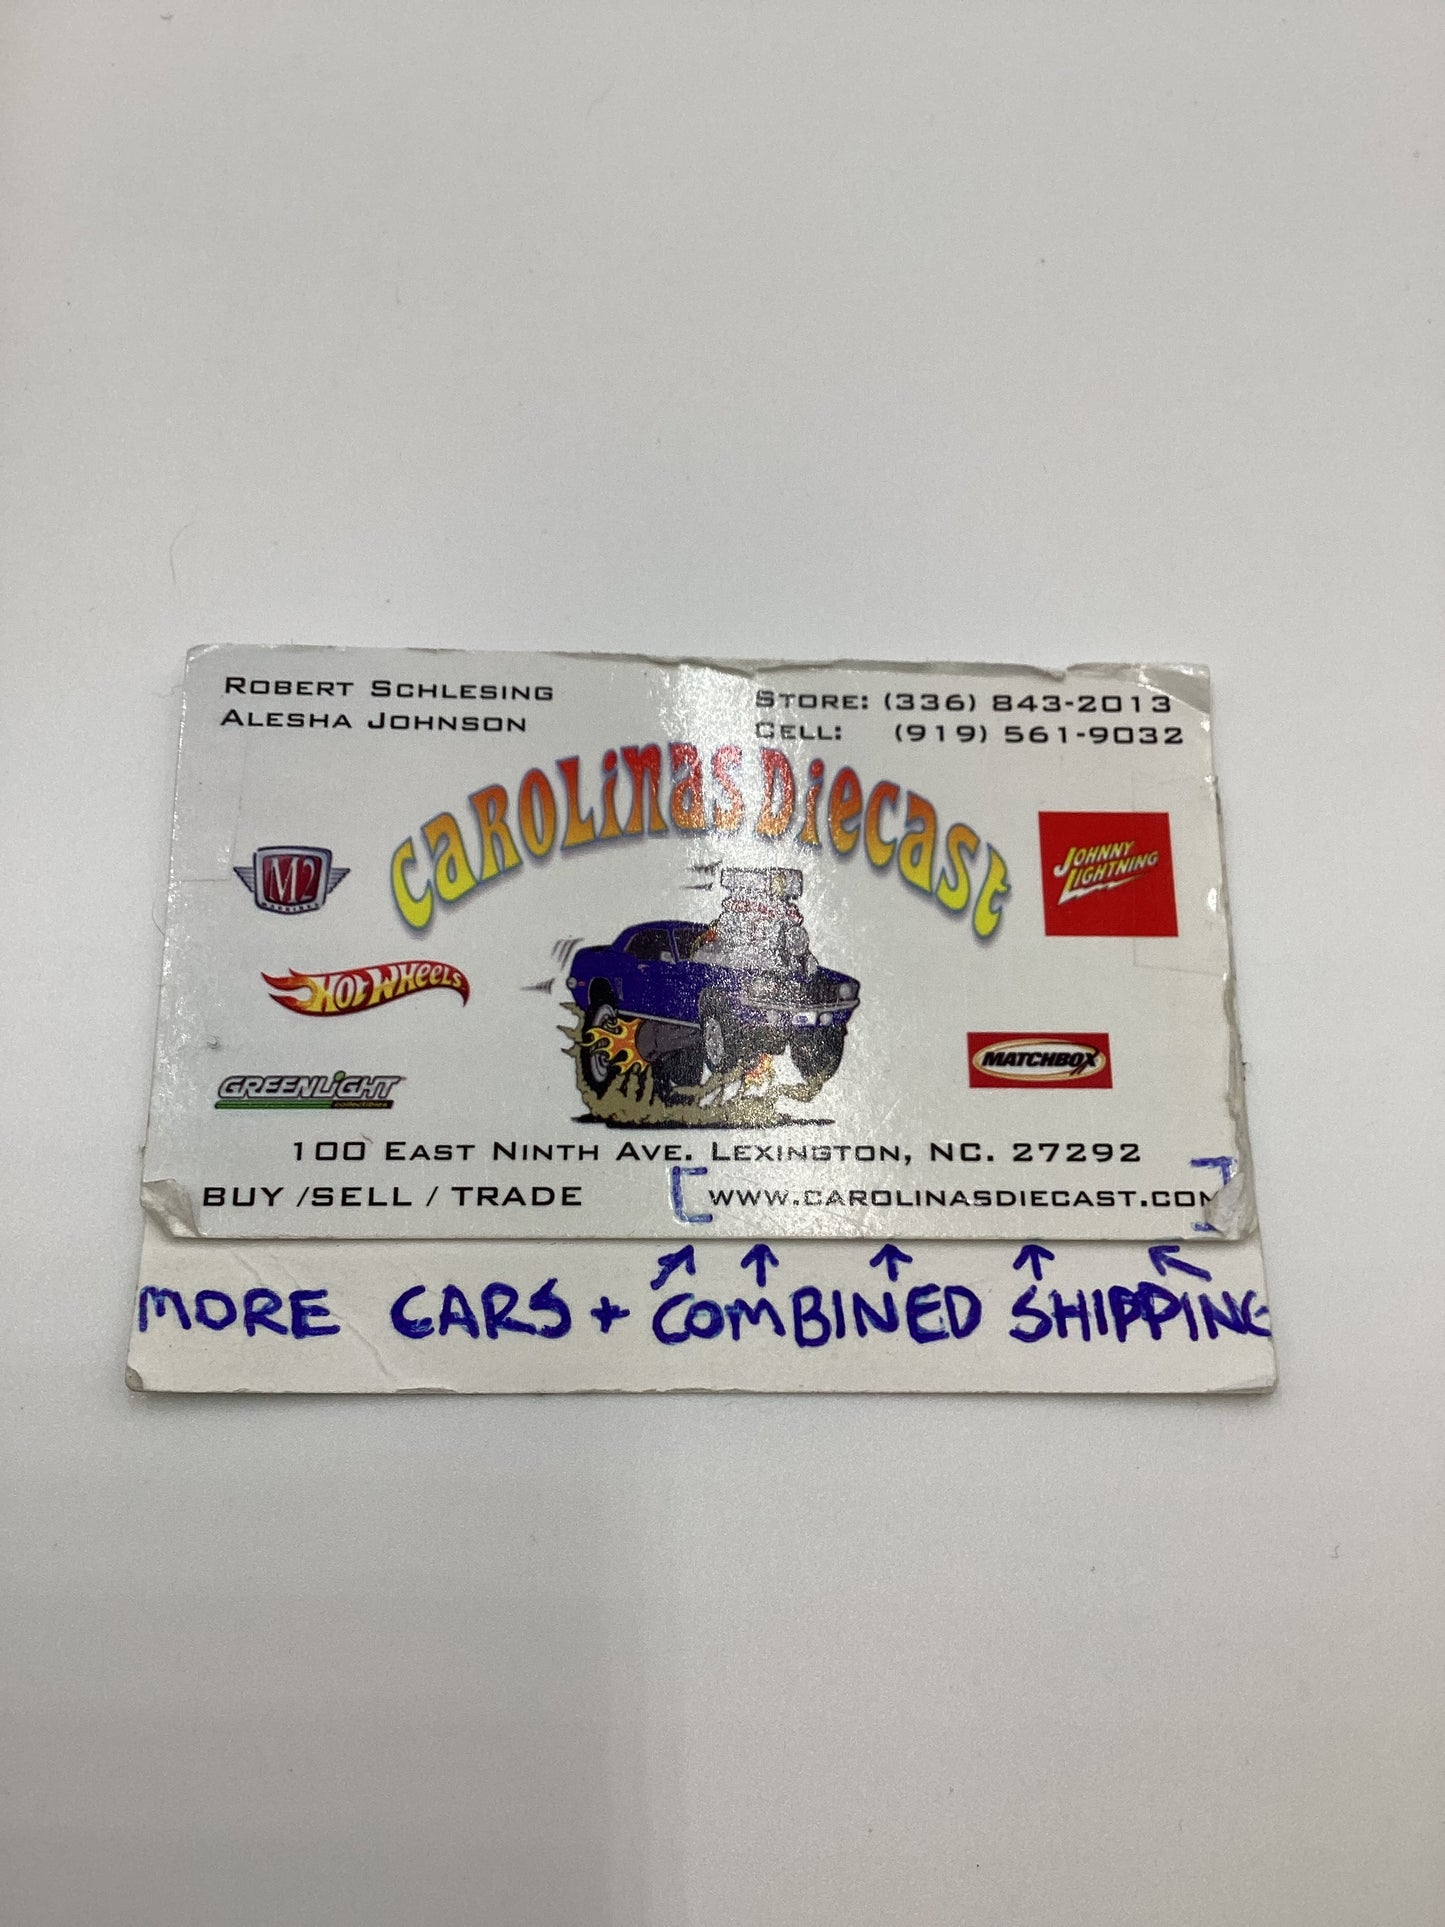 ROBERT SCHLESING
ALESHA JOHNSON
STORE: (336) 843-2013
CELL: (919) 561-9032
CAROLINAS DIECAST
M2
MACHINES
JOHNNY
LIGHTNING
HOT WHEELS
MATCHBOX
GREENLIGHT
collectibles
100 EAST NINTH AVE. LEXINGTON, NC. 27292
BUY /SELL / TRADE
[WWW.CAROLINASDIECAST.COM]
MORE CARS + COMBINED SHIPPING